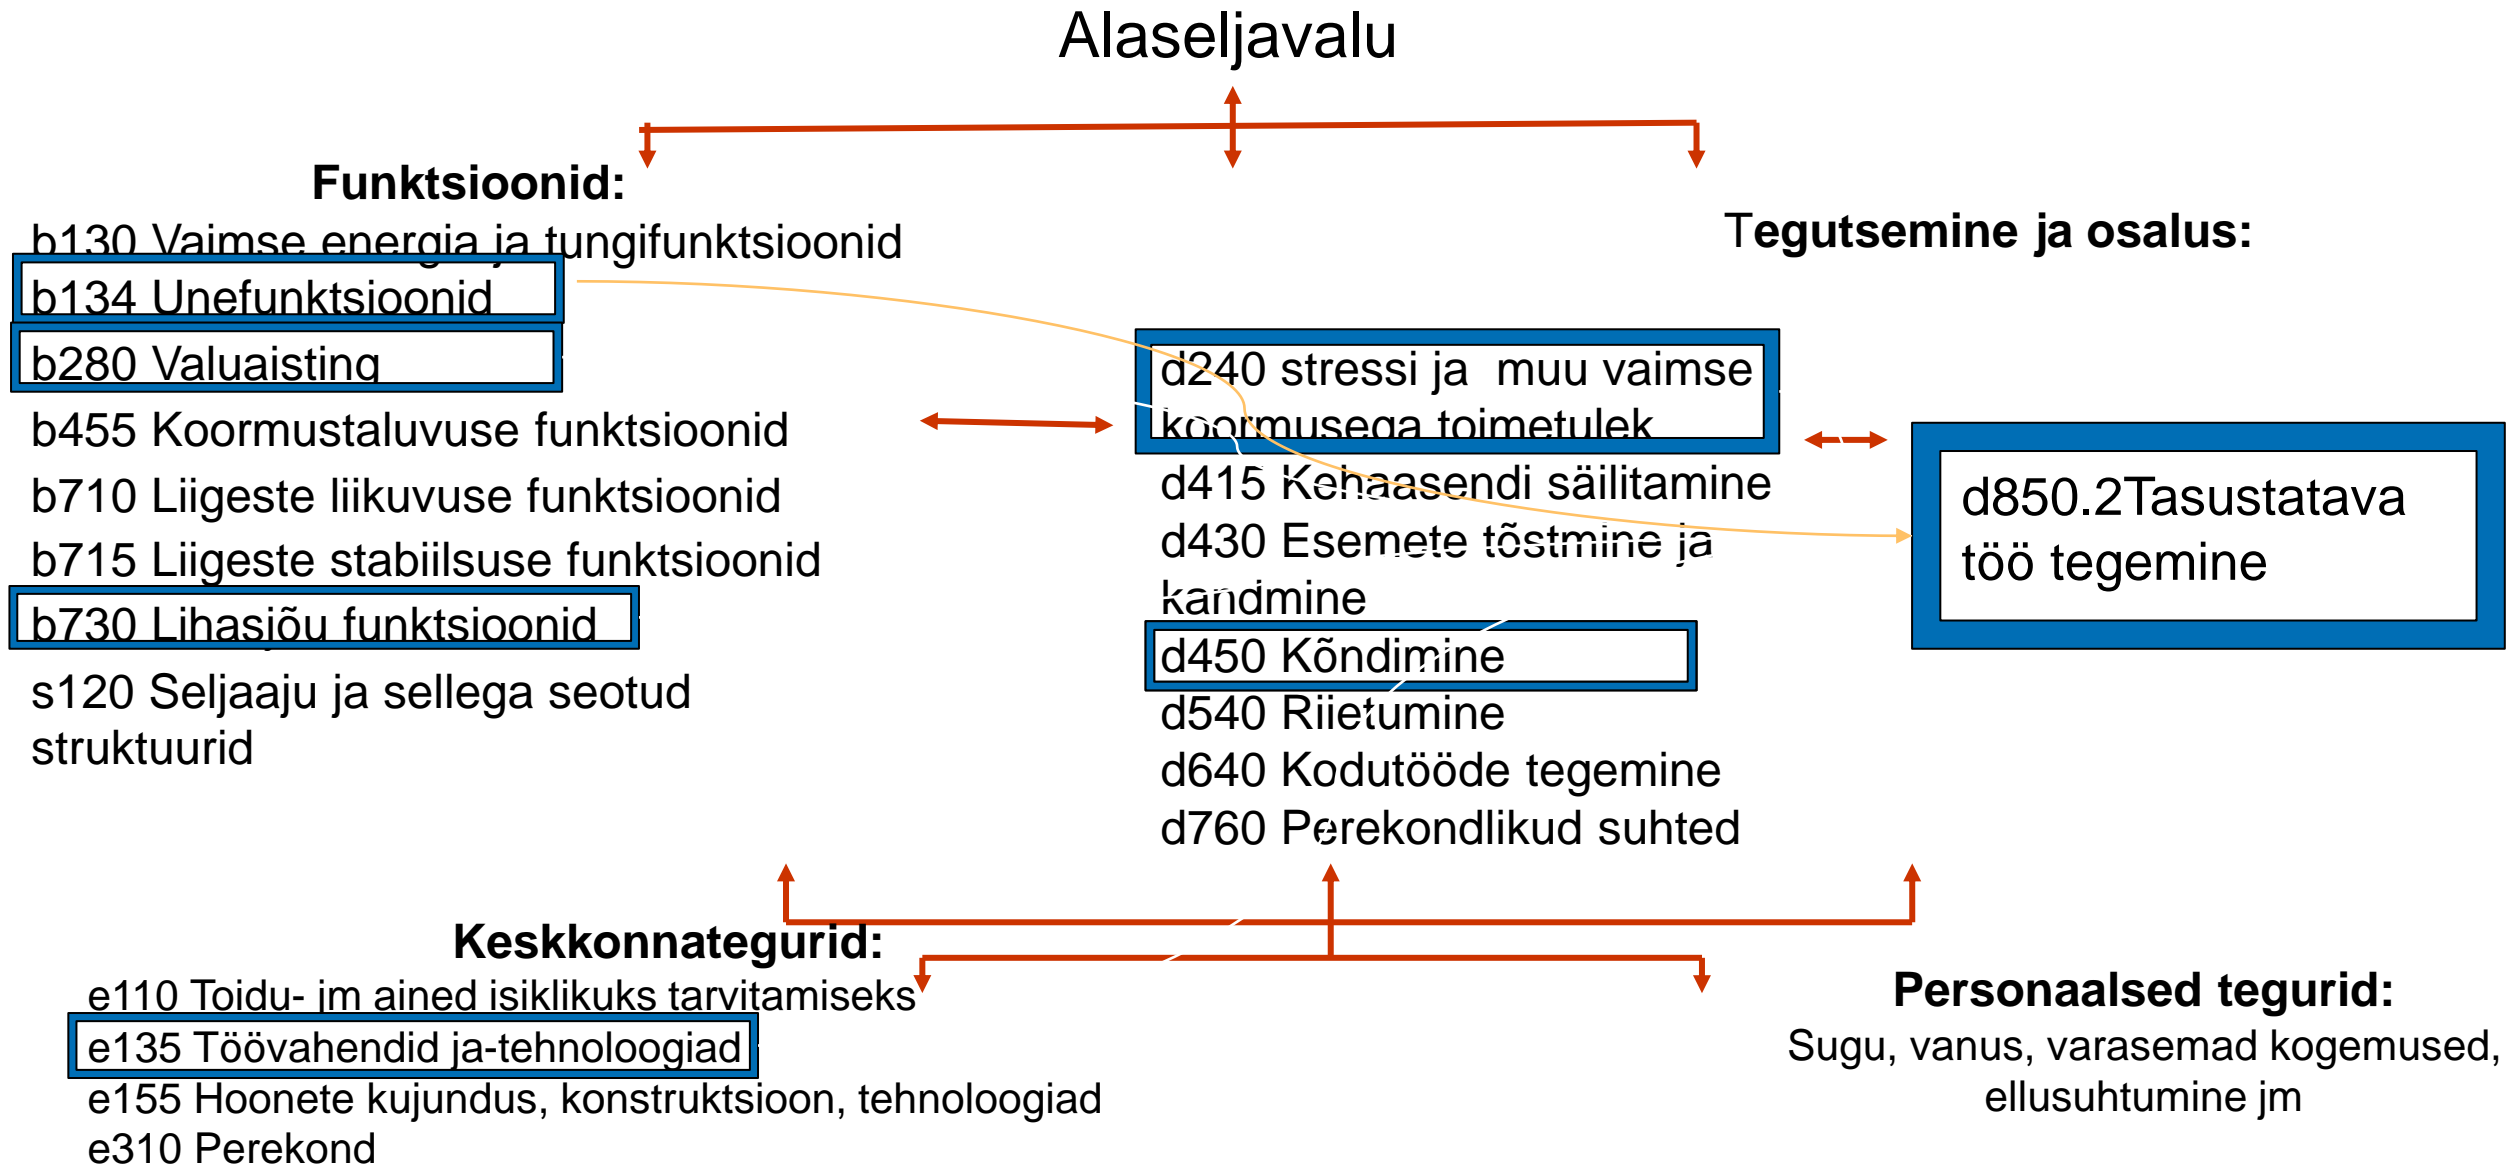 Alaseljavalu
Funktsioonid:
b130 Vaimse energia ja tungifunktsioonid
b134 Unefunktsioonid
b280 Valuaisting
b455 Koormustaluvuse funktsioonid
b710 Liigeste liikuvuse funktsioonid
b715 Liigeste stabiilsuse funktsioonid
b730 Lihasjõu funktsioonid
s120 Seljaaju ja sellega seotud
struktuurid
Tegutsemine ja osalus:
d240 stressi ja muu vaimse
koormusega toimetulek
d415 Kehaasendi säilitamine
d430 Esemete tõstmine ja
kandmine
d450 Kõndimine
d540 Riietumine
d640 Kodutööde tegemine
d760 Perekondlikud suhted
d850.2Tasustatava
töö tegemine
Keskkonnategurid:
e110 Toidu- jm ained isiklikuks tarvitamiseks
e135 Töövahendid ja-tehnoloogiad
e155 Hoonete kujundus, konstruktsioon, tehnoloogiad
e310 Perekond
Personaalsed tegurid:
Sugu, vanus, varasemad kogemused,
ellusuhtumine jm